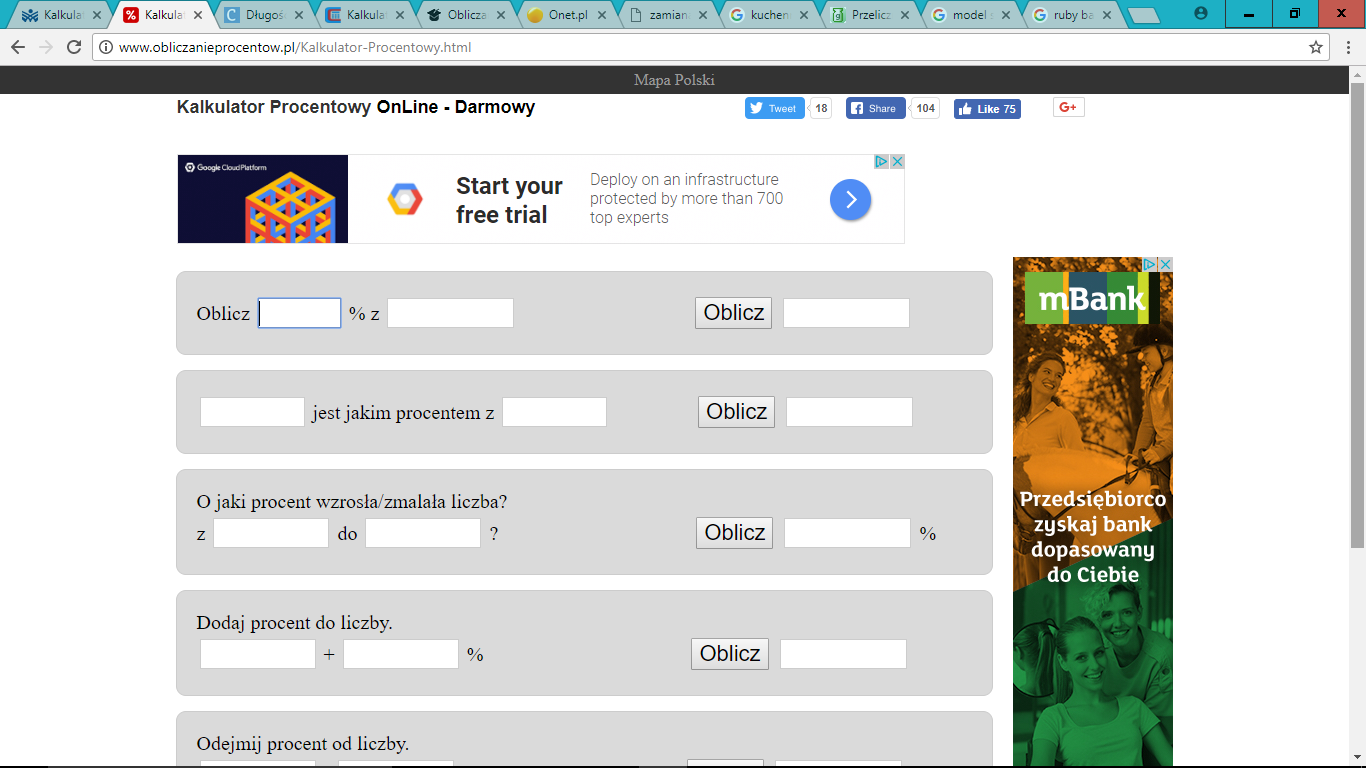 Kalkulat
Kalkulat
Długość
Kalkula
Oblicza
Onet.pl
zamiana
kuchen
Przelicz
model s
ruby ba
www.obliczanieprocentow.pl/Kalkulator-Procentowy.html
Mapa Polski
Kalkulator Procentowy OnLine - Darmowy
Tweet 18 Share 104 Like 75 G+
Google Cloud Platform
Start your
free trial
Deploy on an infrastructure
protected by more than 700
top experts
Oblicz % z Oblicz
jest jakim procentem z Oblicz
O jaki procent wzrosła/zmalała liczba?
z do ? Oblicz %
Dodaj procent do liczby.
+ % Oblicz
Odejmij procent od liczby.
mBank
Przedsiębiorco
zyskaj bank
dopasowany
do Ciebie